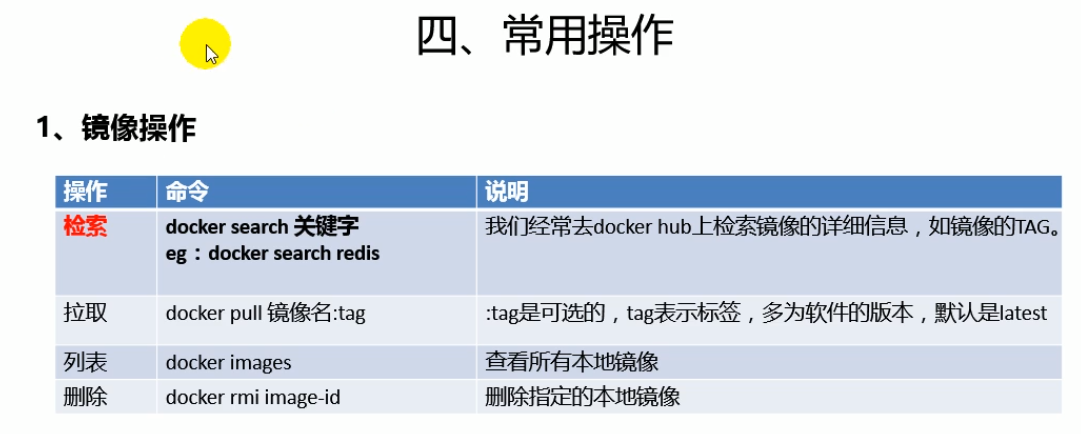 四、常用操作
1、镜像操作
操作 命令 说明
检索 docker search 关键字 我们经常去docker hub上检索镜像的详细信息，如镜像的TAG。
eg：docker search redis
拉取 docker pull 镜像名:tag :tag是可选的，tag表示标签，多为软件的版本，默认是latest
列表 docker images 查看所有本地镜像
删除 docker rmi image-id 删除指定的本地镜像